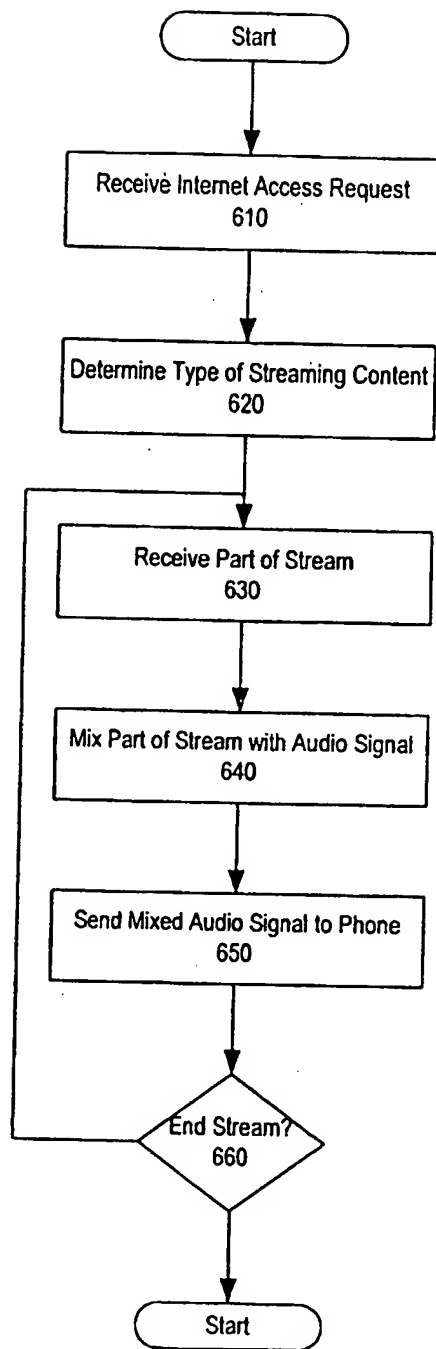 Start
Receive Internet Access Request
610
Determine Type of Streaming Content
620
Receive Part of Stream
630
Mix Part of Stream with Audio Signal
640
Send Mixed Audio Signal to Phone
650
End Stream?
660
Start